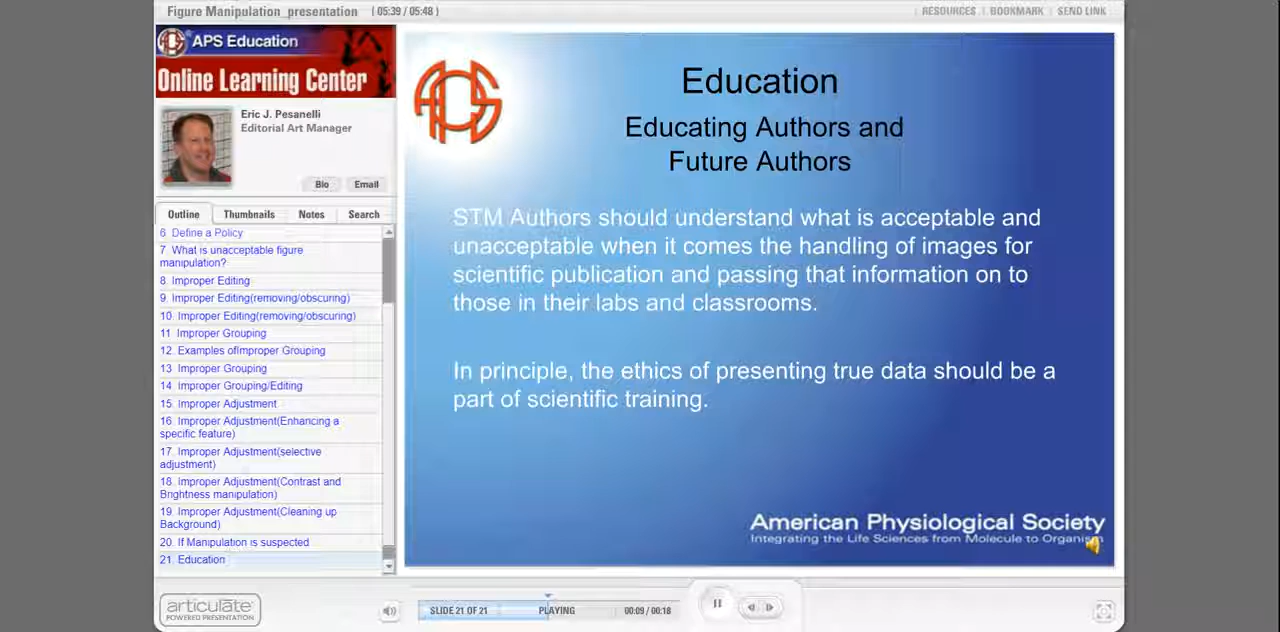 Figure Manipulation_presentation ( 05:39 / 05:48 )
RESOURCES BOOKMARK SEND LINK
APS Education
Online Learning Center
Eric J. Pesanelli
Editorial Art Manager
Bio Email
Outline Thumbnails Notes Search
6 Define a Policy
7. What is unacceptable figure
manipulation?
8. Improper Editing
9. Improper Editing(removing/obscuring)
10. Improper Editing(removing/obscuring)
11 Improper Grouping
12. Examples ofImproper Grouping
13 Improper Grouping
14 Improper Grouping/Editing
15. Improper Adjustment
16. Improper Adjustment(Enhancing a
specific feature)
17. Improper Adjustment(selective
adjustment)
18. Improper Adjustment(Contrast and
Brightness manipulation)
19. Improper Adjustment(Cleaning up
Background)
20. If Manipulation is suspected
21. Education
APS
Education
Educating Authors and
Future Authors
STM Authors should understand what is acceptable and
unacceptable when it comes the handling of images for
scientific publication and passing that information on to
those in their labs and classrooms.
In principle, the ethics of presenting true data should be a
part of scientific training.
American Physiological Society
Integrating the Life Sciences from Molecule to Organism
articulate
POWERED PRESENTATION
SLIDE 21 OF 21 PLAYING 00:09 / 00:18